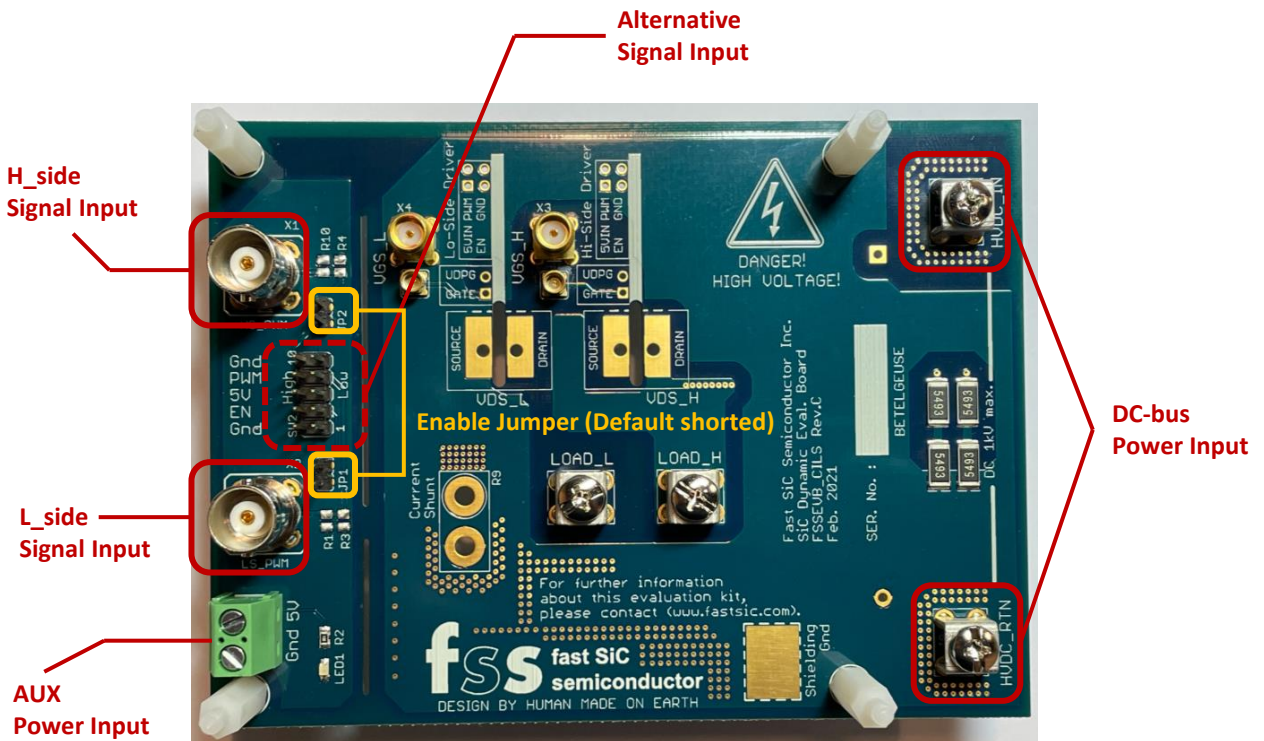 Alternative
Signal Input
H_side
Signal Input
X1
R10
R4
JP2
Gnd
PWM
5V
EN
Gnd
10
High
Low
SV2
1
Enable Jumper (Default shorted)
JP1
L_side
Signal Input
LS_PWM
R1
R3
Gnd 5V
R2
LED1
AUX
Power Input
X4
VGS_L
Lo-Side Driver
5VIN PWM
EN GND
VDPG
GATE
SOURCE
DRAIN
VDS_L
X3
VGS_H
Hi-Side Driver
5VIN PWM
EN GND
VDPG
GATE
SOURCE
DRAIN
VDS_H
DANGER!
HIGH VOLTAGE!
HVDC_IN
LOAD_L
LOAD_H
Current
Shunt
R9
Fast SiC Semiconductor Inc.
SiC Dynamic Eval. Board
FSSEVB_CILS Rev.C
Feb. 2021
SER. No. :
BETELGEUSE
5493
5493
5493
5493
DC 1kV max.
DC-bus
Power Input
For further information
about this evaluation kit,
please contact (www.fastsic.com).
fss fast SiC
semiconductor
DESIGN BY HUMAN MADE ON EARTH
Shielding
Gnd
HVDC_RTN